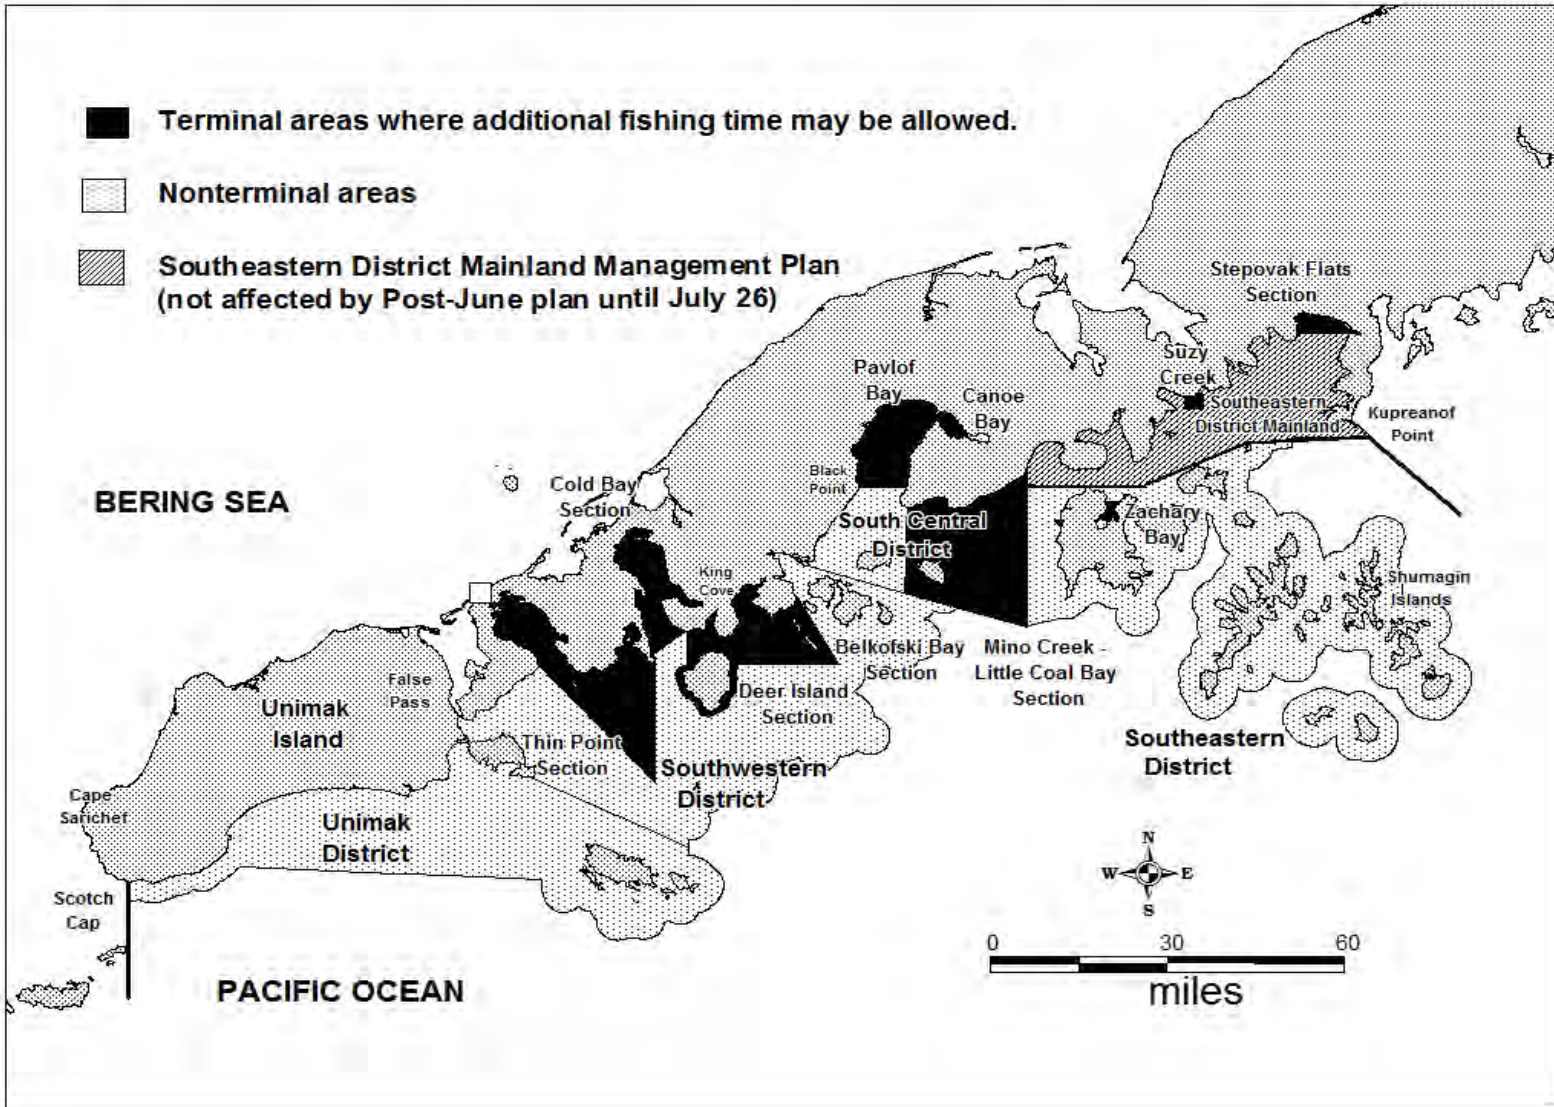 Terminal areas where additional fishing time may be allowed.
Nonterminal areas
Southeastern District Mainland Management Plan
(not affected by Post-June plan until July 26)
Stepovak Flats
Section
Suzy
Creek
Southeastern
District Mainland
Kupreanof
Point
Pavlof
Bay
Canoe
Bay
Black
Point
Cold Bay
Section
BERING SEA
South Central
District
Zachary
Bay
King
Cove
Shumagin
Islands
Belkofski Bay
Section
Mino Creek -
Little Coal Bay
Section
Deer Island
Section
False
Pass
Unimak
Island
Thin Point
Section
Southwestern
District
Southeastern
District
Cape
Sarichef
Unimak
District
Scotch
Cap
N
W
E
S
0 30 60
miles
PACIFIC OCEAN